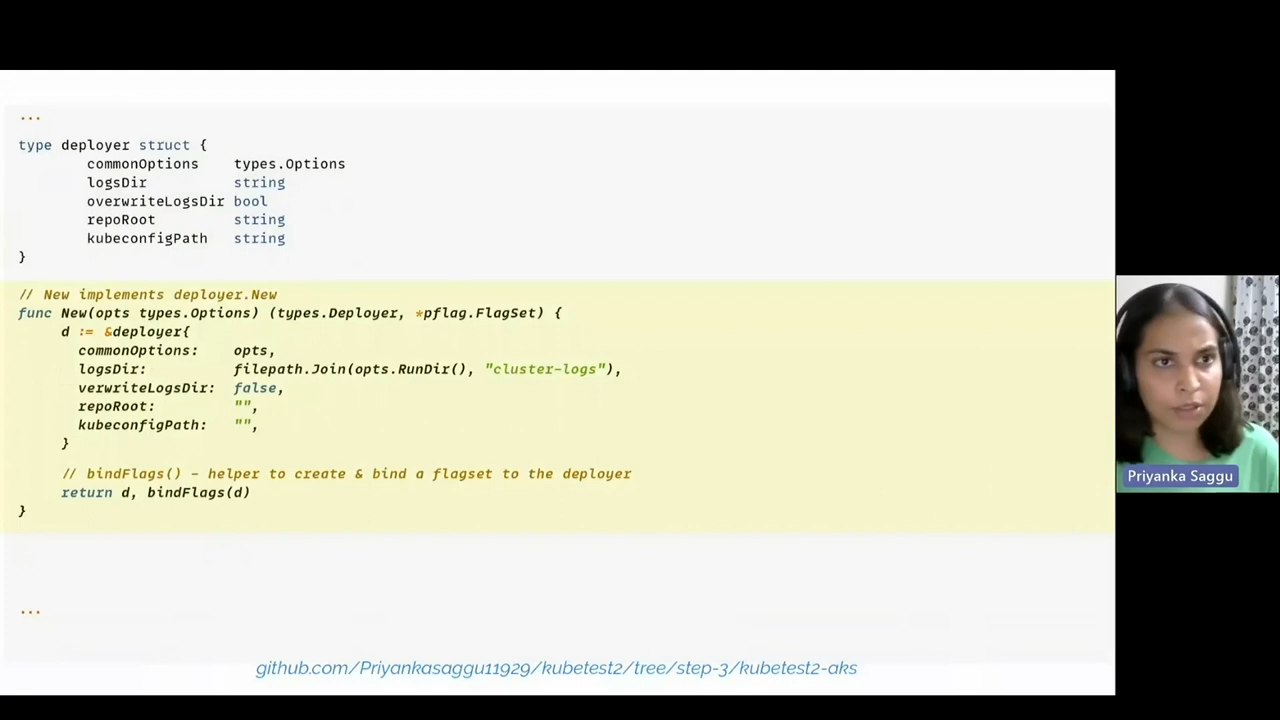 ...
type deployer struct {
commonOptions types.Options
logsDir string
overwriteLogsDir bool
repoRoot string
kubeconfigPath string
}
// New implements deployer.New
func New(opts types.Options) (types.Deployer, *pflag.FlagSet) {
d := &deployer{
commonOptions: opts,
logsDir: filepath.Join(opts.RunDir(), "cluster-logs"),
verwriteLogsDir: false,
repoRoot: "",
kubeconfigPath: "",
}
// bindFlags() - helper to create & bind a flagset to the deployer
return d, bindFlags(d)
}
...
github.com/Priyankasaggu11929/kubetest2/tree/step-3/kubetest2-aks
Priyanka Saggu